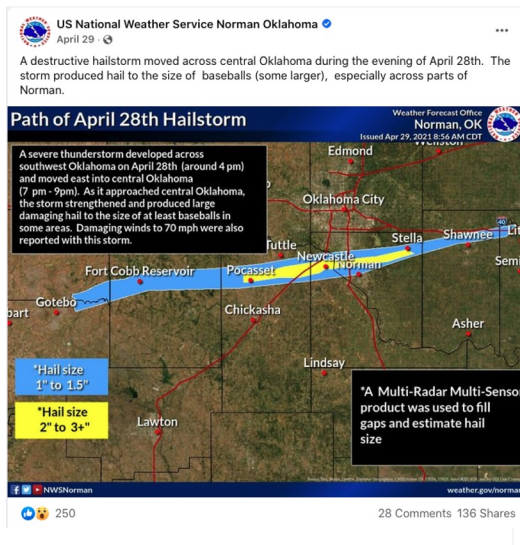 US National Weather Service Norman Oklahoma
April 29 ·
A destructive hailstorm moved across central Oklahoma during the evening of April 28th. The
storm produced hail to the size of baseballs (some larger), especially across parts of
Norman.
Path of April 28th Hailstorm
Weather Forecast Office
Norman, OK
Issued Apr 29, 2021 8:56 AM CDT
A severe thunderstorm developed across
southwest Oklahoma on April 28th (around 4 pm)
and moved east into central Oklahoma
(7 pm - 9pm). As it approached central Oklahoma,
the storm strengthened and produced large
damaging hail to the size of at least baseballs in
some areas. Damaging winds to 70 mph were also
reported with this storm.
Edmond
Wellston
Oklahoma City
40
Tuttle
Stella
Shawnee
Lit
Newcastle
Norman
Semi
Fort Cobb Reservoir
Pocasset
Gotebo
bart
Chickasha
Asher
Lindsay
*Hail size
1" to 1.5"
*Hail size
2" to 3+"
Lawton
*A Multi-Radar Multi-Senso
product was used to fill
gaps and estimate hail
size
NWSNorman
weather.gov/norma
250
28 Comments 136 Shares